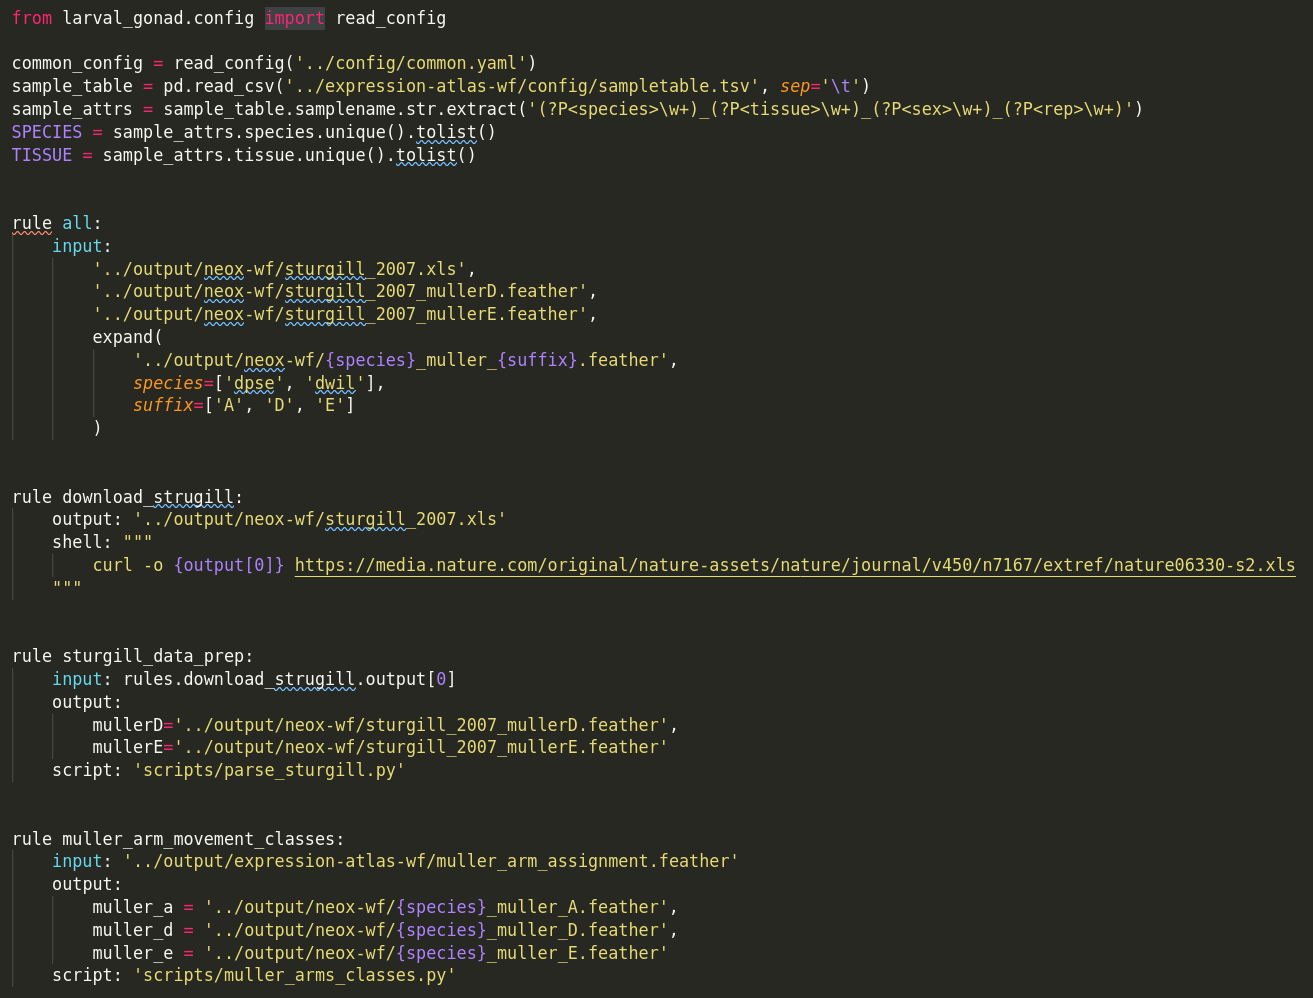 from larval_gonad.config import read_config

common_config = read_config('../config/common.yaml')
sample_table = pd.read_csv('../expression-atlas-wf/config/sampletable.tsv', sep='\t')
sample_attrs = sample_table.samplename.str.extract('(?P<species>\w+)_(?P<tissue>\w+)_(?P<sex>\w+)_(?P<rep>\w+)')
SPECIES = sample_attrs.species.unique().tolist()
TISSUE = sample_attrs.tissue.unique().tolist()


rule all:
    input:
        '../output/neox-wf/sturgill_2007.xls',
        '../output/neox-wf/sturgill_2007_mullerD.feather',
        '../output/neox-wf/sturgill_2007_mullerE.feather',
        expand(
            '../output/neox-wf/{species}_muller_{suffix}.feather',
            species=['dpse', 'dwil'],
            suffix=['A', 'D', 'E']
        )


rule download_strugill:
    output: '../output/neox-wf/sturgill_2007.xls'
    shell: """
        curl -o {output[0]} https://media.nature.com/original/nature-assets/nature/journal/v450/n7167/extref/nature06330-s2.xls
    """


rule sturgill_data_prep:
    input: rules.download_strugill.output[0]
    output:
        mullerD='../output/neox-wf/sturgill_2007_mullerD.feather',
        mullerE='../output/neox-wf/sturgill_2007_mullerE.feather'
    script: 'scripts/parse_sturgill.py'


rule muller_arm_movement_classes:
    input: '../output/expression-atlas-wf/muller_arm_assignment.feather'
    output:
        muller_a = '../output/neox-wf/{species}_muller_A.feather',
        muller_d = '../output/neox-wf/{species}_muller_D.feather',
        muller_e = '../output/neox-wf/{species}_muller_E.feather'
    script: 'scripts/muller_arms_classes.py'